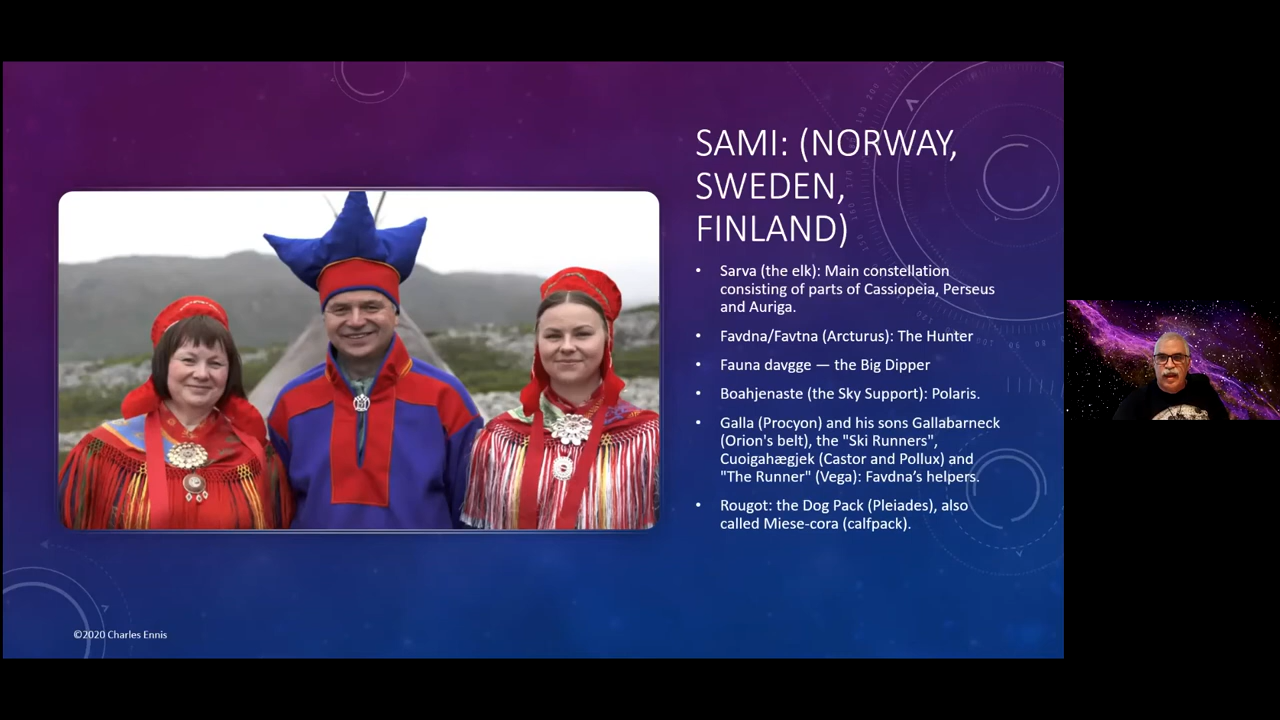 SAMI: (NORWAY,
SWEDEN,
FINLAND)
• Sarva (the elk): Main constellation
consisting of parts of Cassiopeia, Perseus
and Auriga.
• Favdna/Favtna (Arcturus): The Hunter
• Fauna davgge — the Big Dipper
• Boahjenaste (the Sky Support): Polaris.
• Galla (Procyon) and his sons Gallabarneck
(Orion's belt), the "Ski Runners",
Cuoigahægjek (Castor and Pollux) and
"The Runner" (Vega): Favdna’s helpers.
• Rougot: the Dog Pack (Pleiades), also
called Miese-cora (calfpack).
©2020 Charles Ennis